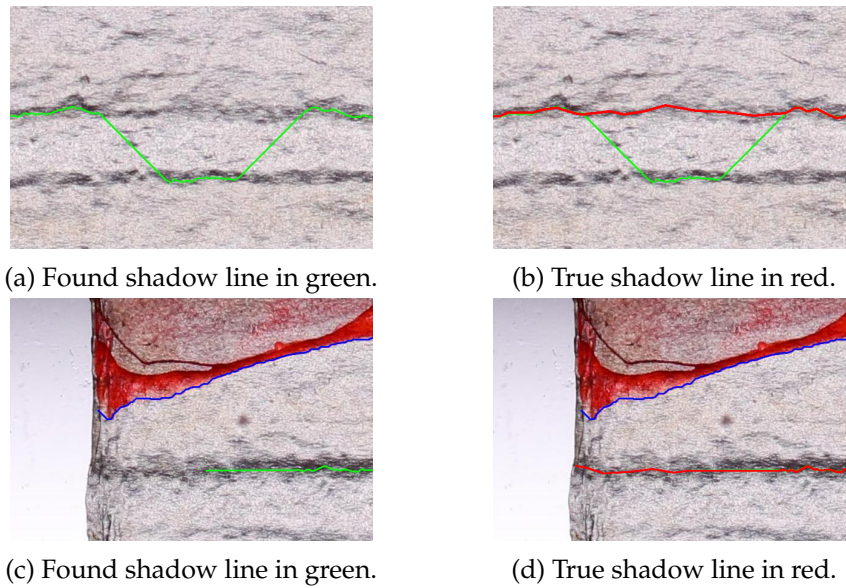 (a) Found shadow line in green.
(b) True shadow line in red.
(c) Found shadow line in green.
(d) True shadow line in red.